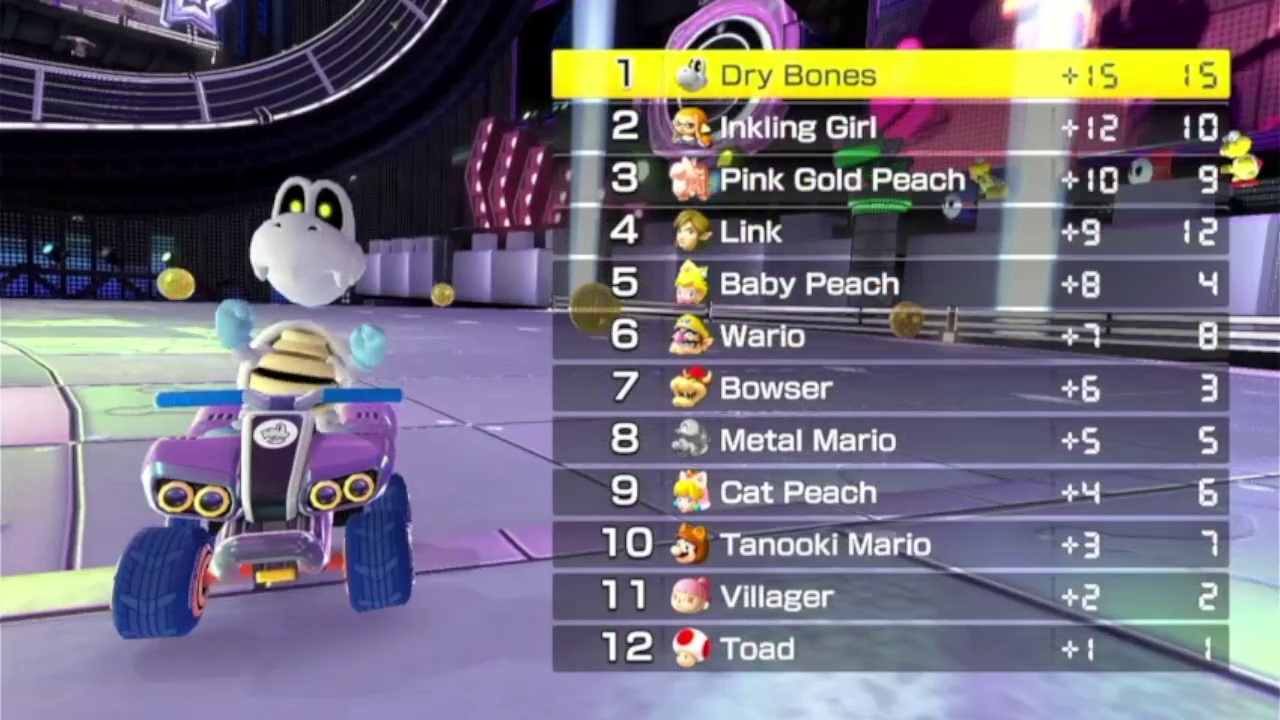 1 Dry Bones +15 15
2 Inkling Girl +12 10
3 Pink Gold Peach +10 9
4 Link +9 12
5 Baby Peach +8 4
6 Wario +7 8
7 Bowser +6 3
8 Metal Mario +5 5
9 Cat Peach +4 6
10 Tanooki Mario +3 7
11 Villager +2 2
12 Toad +1 1